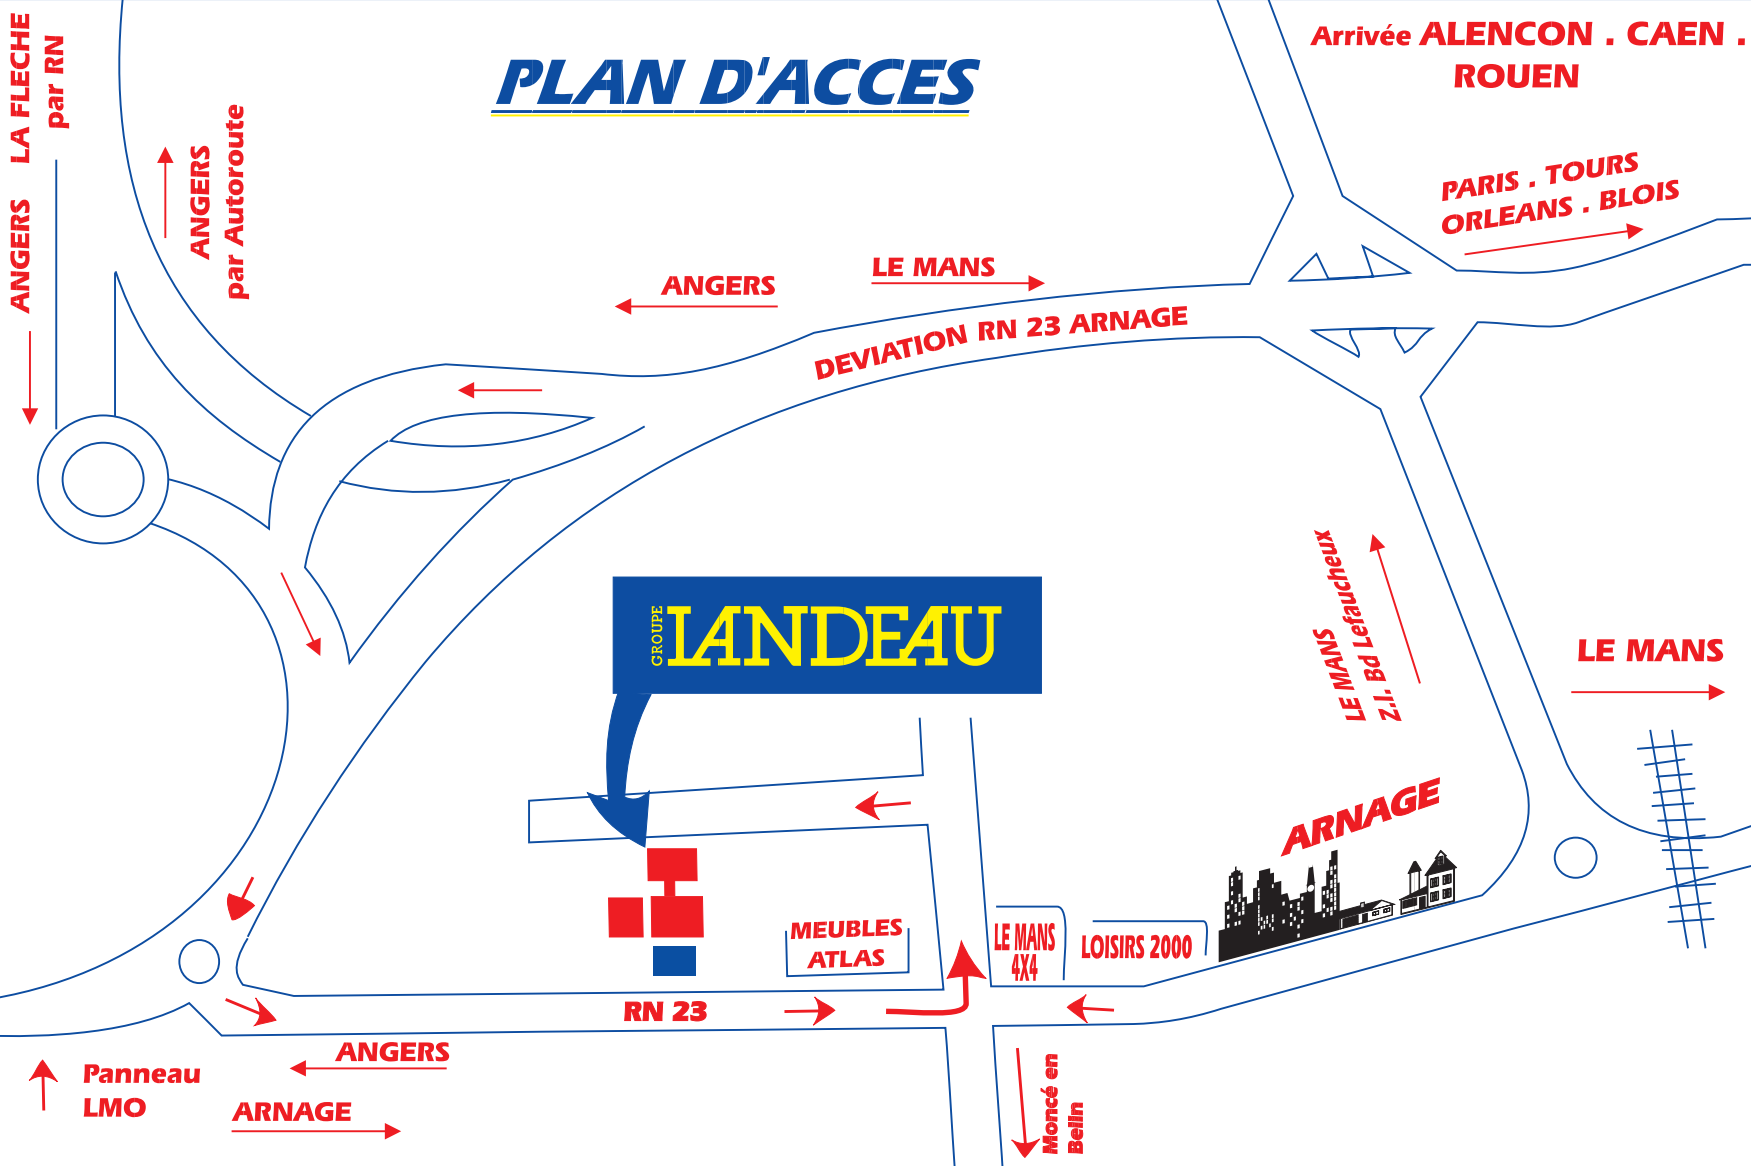 PLAN D'ACCES
Arrivée ALENCON . CAEN .
ROUEN
ANGERS LA FLECHE
par RN
ANGERS
par Autoroute
PARIS . TOURS
ORLEANS . BLOIS
ANGERS
LE MANS
DEVIATION RN 23 ARNAGE
GROUPE LANDEAU
LE MANS
Z.I. Bd Lefaucheux
LE MANS
ARNAGE
MEUBLES
ATLAS
LE MANS
4X4
LOISIRS 2000
RN 23
ANGERS
ARNAGE
Panneau
LMO
Moncé en
Belin